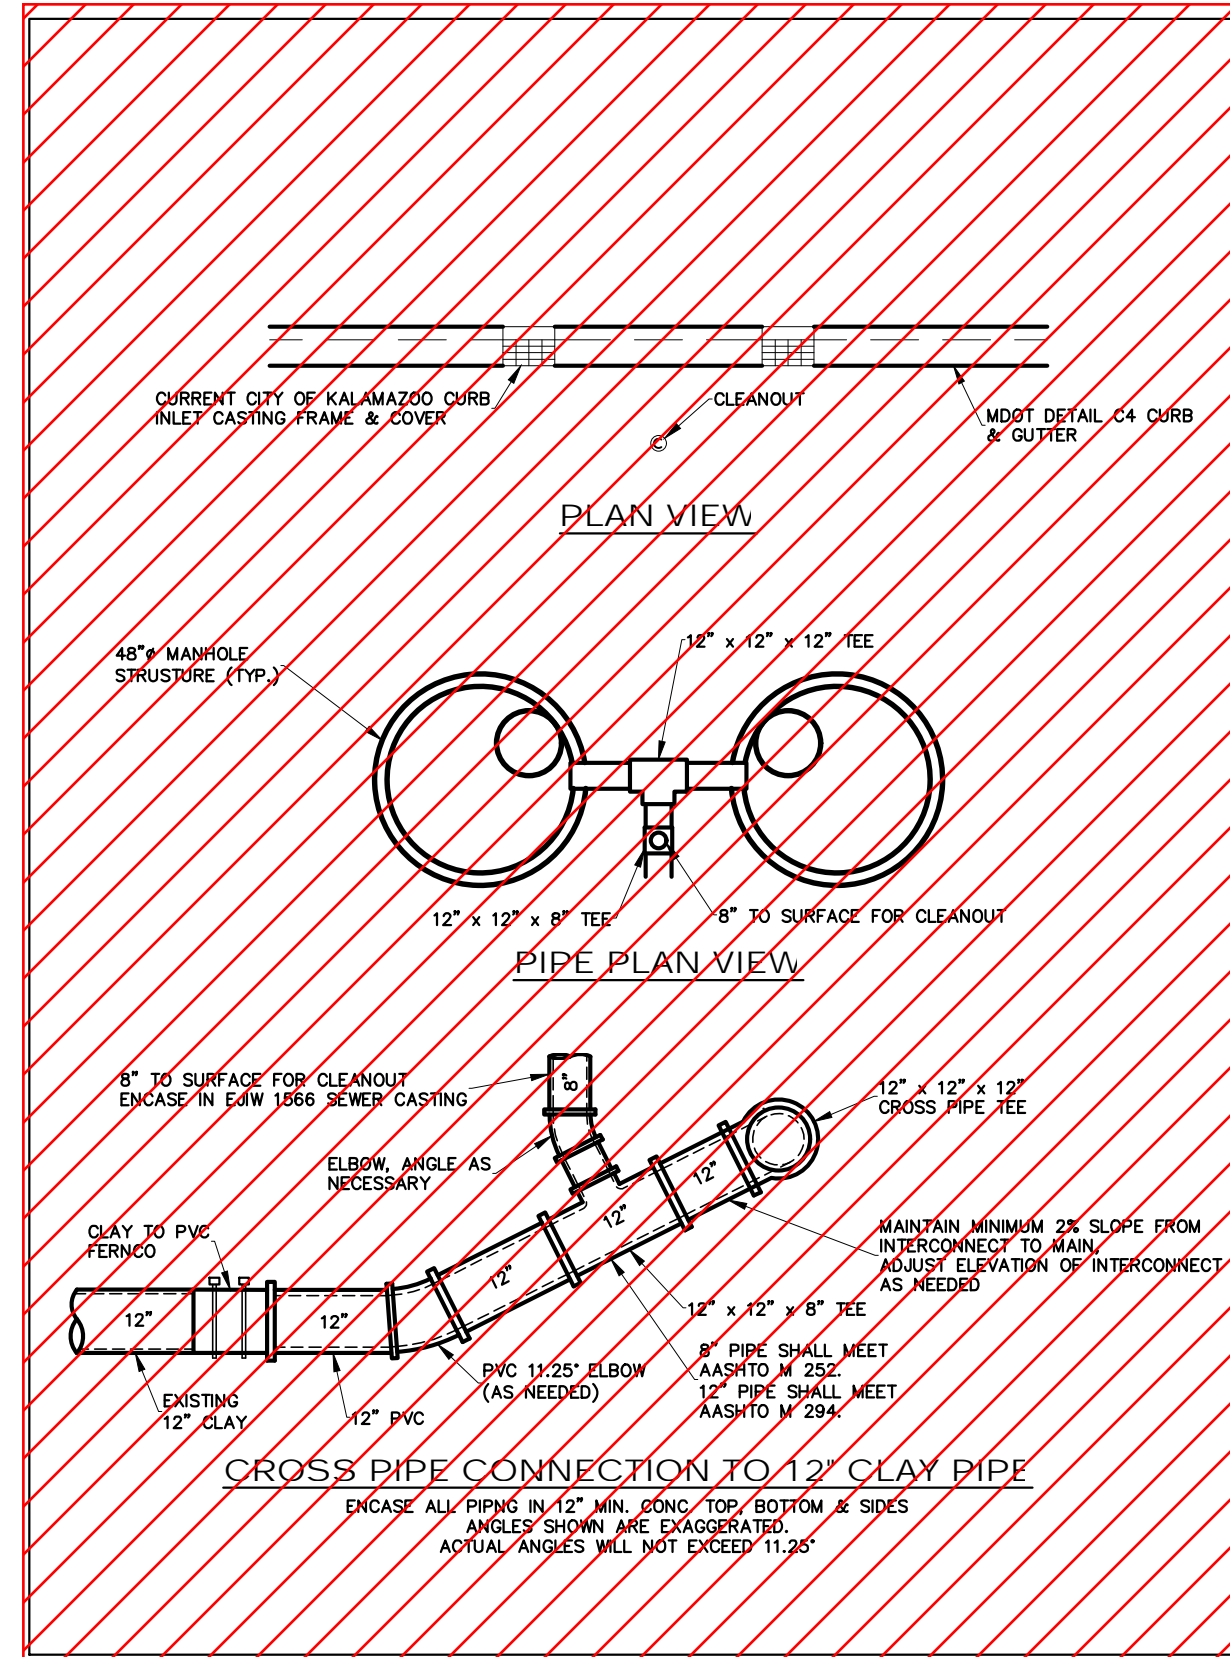 CURRENT CITY OF KALAMAZOO CURB
INLET CASTING FRAME & COVER
CLEANOUT
MDOT DETAIL C4 CURB
& GUTTER
C
PLAN VIEW
48"ø MANHOLE
STRUSTURE (TYP.)
12" x 12" x 12" TEE
12" x 12" x 8" TEE
8" TO SURFACE FOR CLEANOUT
PIPE PLAN VIEW
8" TO SURFACE FOR CLEANOUT
ENCASE IN EJIW 1566 SEWER CASTING
8"
12" x 12" x 12"
CROSS PIPE TEE
ELBOW, ANGLE AS
NECESSARY
12"
12"
CLAY TO PVC
FERNCO
MAINTAIN MINIMUM 2% SLOPE FROM
INTERCONNECT TO MAIN,
ADJUST ELEVATION OF INTERCONNECT
AS NEEDED
12"
12"
12"
12" x 12" x 8" TEE
8" PIPE SHALL MEET
AASHTO M 252.
12" PIPE SHALL MEET
AASHTO M 294.
PVC 11.25° ELBOW
(AS NEEDED)
EXISTING
12" CLAY
12" PVC
CROSS PIPE CONNECTION TO 12" CLAY PIPE
ENCASE ALL PIPNG IN 12" MIN. CONC. TOP, BOTTOM & SIDES
ANGLES SHOWN ARE EXAGGERATED.
ACTUAL ANGLES WILL NOT EXCEED 11.25°